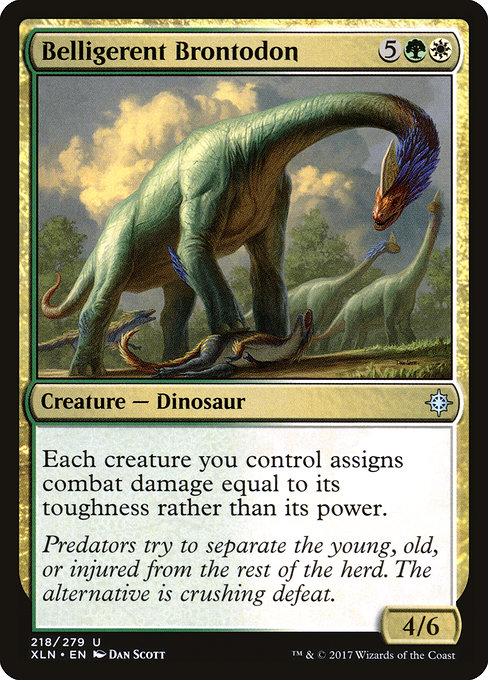 Belligerent Brontodon 5
Creature — Dinosaur
Each creature you control assigns
combat damage equal to its
toughness rather than its power.
Predators try to separate the young, old,
or injured from the rest of the herd. The
alternative is crushing defeat.
4/6
218/279 U
XLN • EN Dan Scott ™ & © 2017 Wizards of the Coast